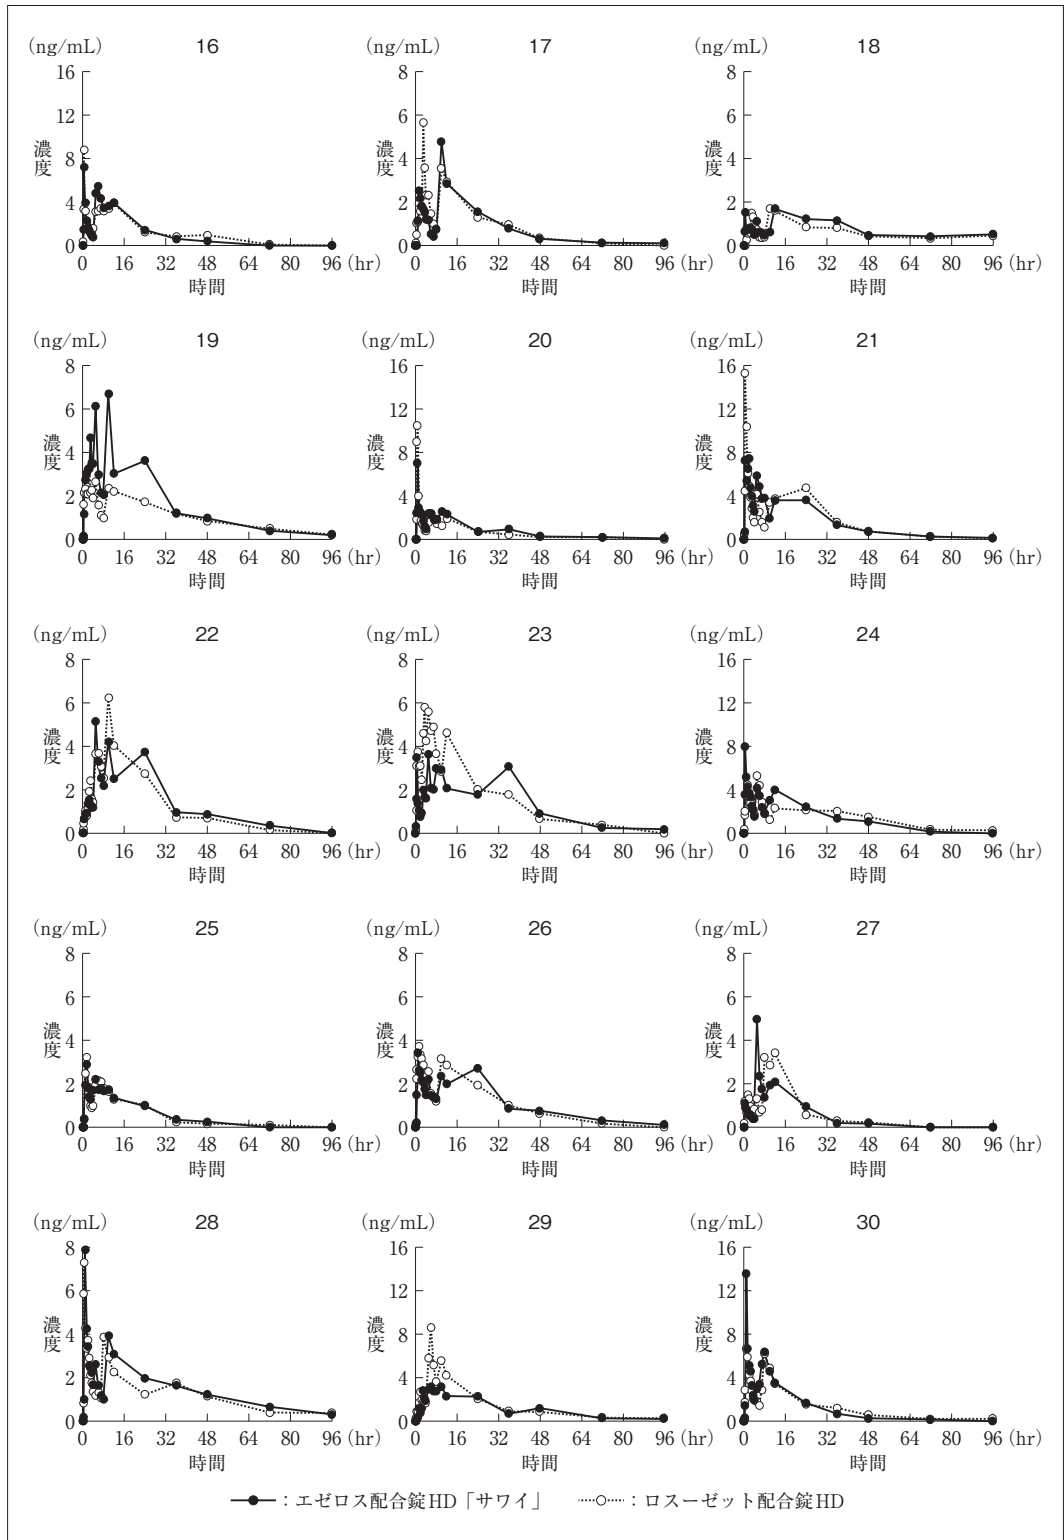 (ng/mL) 16
16
12
8
濃度
4
0
0 16 32 48 64 80 96 (hr)
時間
(ng/mL) 17
8
6
4
濃度
2
0
0 16 32 48 64 80 96 (hr)
時間
(ng/mL) 18
8
6
4
濃度
2
0
0 16 32 48 64 80 96 (hr)
時間
(ng/mL) 19
8
6
4
濃度
2
0
0 16 32 48 64 80 96 (hr)
時間
(ng/mL) 20
16
12
8
濃度
4
0
0 16 32 48 64 80 96 (hr)
時間
(ng/mL) 21
16
12
8
濃度
4
0
0 16 32 48 64 80 96 (hr)
時間
(ng/mL) 22
8
6
4
濃度
2
0
0 16 32 48 64 80 96 (hr)
時間
(ng/mL) 23
8
6
4
濃度
2
0
0 16 32 48 64 80 96 (hr)
時間
(ng/mL) 24
16
12
8
濃度
4
0
0 16 32 48 64 80 96 (hr)
時間
(ng/mL) 25
8
6
4
濃度
2
0
0 16 32 48 64 80 96 (hr)
時間
(ng/mL) 26
8
6
4
濃度
2
0
0 16 32 48 64 80 96 (hr)
時間
(ng/mL) 27
8
6
4
濃度
2
0
0 16 32 48 64 80 96 (hr)
時間
(ng/mL) 28
8
6
4
濃度
2
0
0 16 32 48 64 80 96 (hr)
時間
(ng/mL) 29
16
12
8
濃度
4
0
0 16 32 48 64 80 96 (hr)
時間
(ng/mL) 30
16
12
8
濃度
4
0
0 16 32 48 64 80 96 (hr)
時間
：エゼロス配合錠HD「サワイ」 ：ロスーゼット配合錠HD